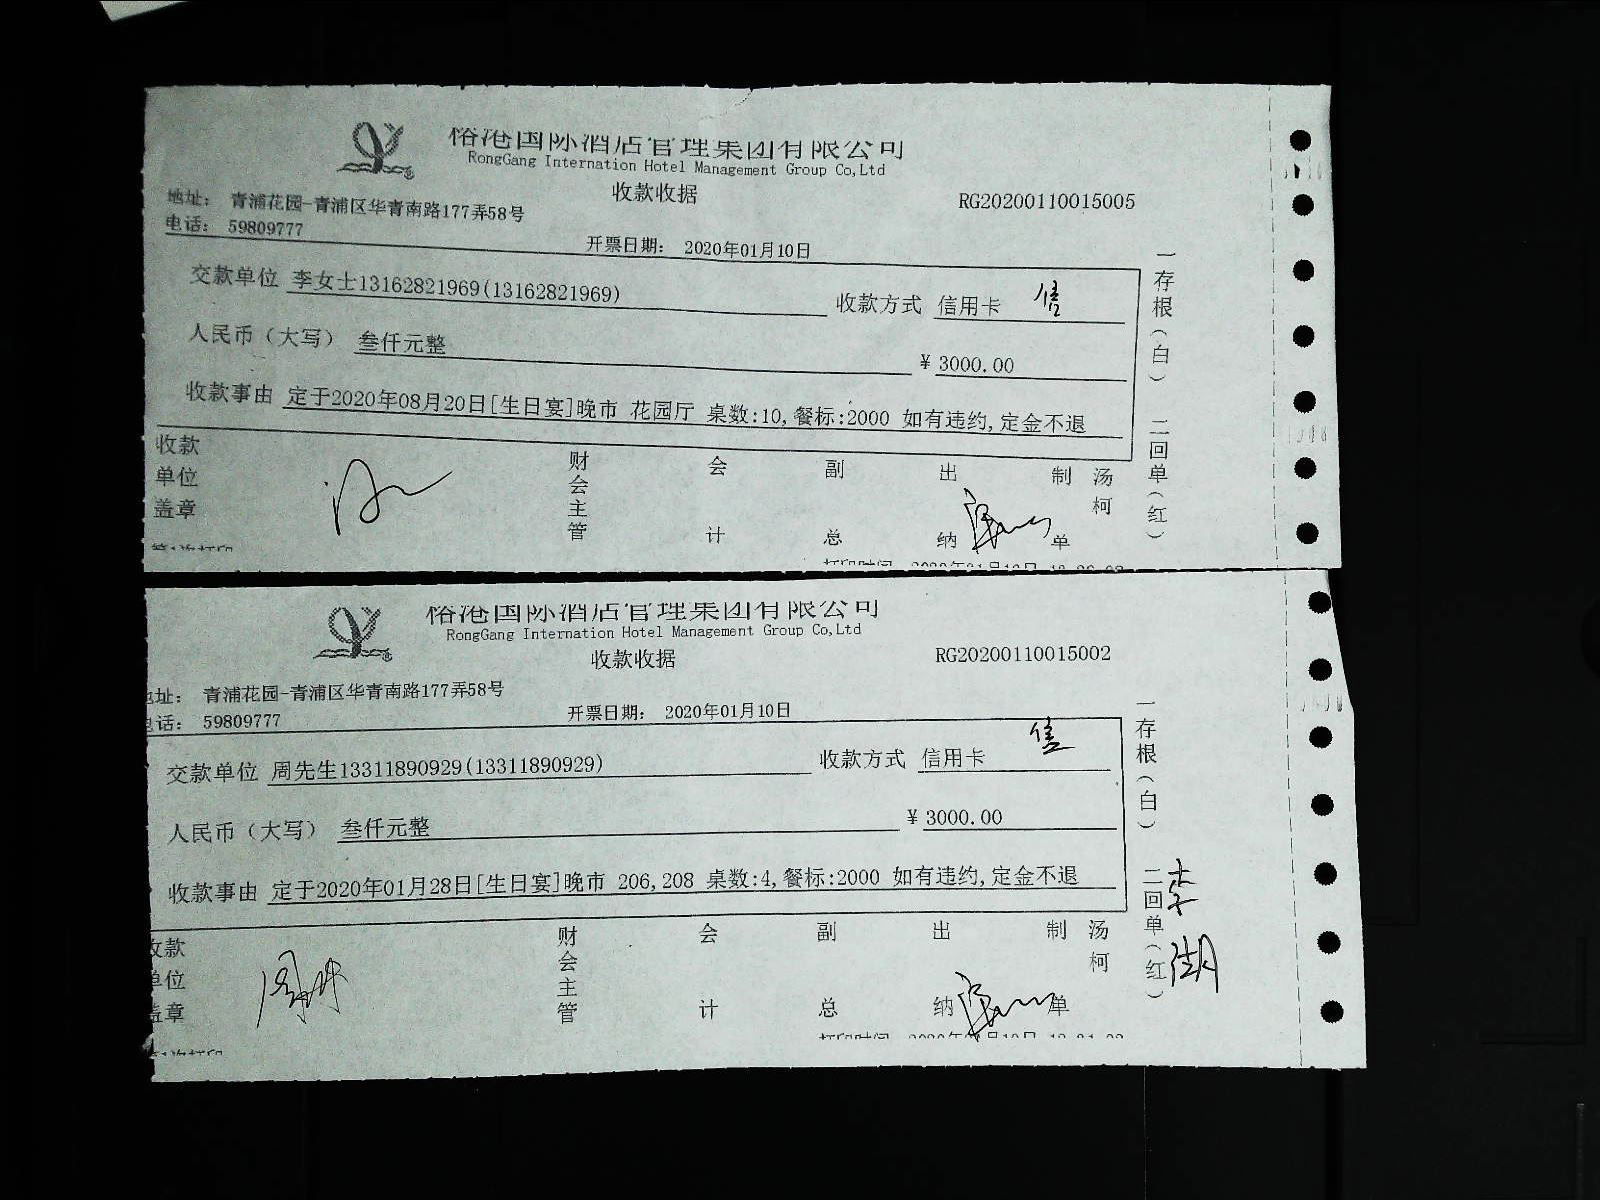 裕港国际酒店管理集团有限公司
RongGang Internation Hotel Management Group Co,Ltd
收款收据
RG20200110015005
地址： 青浦花园-青浦区华青南路177弄58号
电话： 59809777
开票日期： 2020年01月10日
交款单位 李女士13162821969(13162821969)
收款方式 信用卡
人民币（大写） 叁仟元整
¥ 3000.00
收款事由 定于2020年08月20日[生日宴]晚市 花园厅 桌数:10,餐标:2000 如有违约,定金不退
收款单位盖章
财会主管
会计
副总
出纳
制单
汤柯
一存根（白） 二回单（红）
第1次打印
裕港国际酒店管理集团有限公司
RongGang Internation Hotel Management Group Co,Ltd
收款收据
RG20200110015002
地址： 青浦花园-青浦区华青南路177弄58号
电话： 59809777
开票日期： 2020年01月10日
交款单位 周先生13311890929(13311890929)
收款方式 信用卡
人民币（大写） 叁仟元整
¥ 3000.00
收款事由 定于2020年01月28日[生日宴]晚市 206,208 桌数:4,餐标:2000 如有违约,定金不退
收款单位盖章
财会主管
会计
副总
出纳
制单
汤柯
一存根（白） 二回单（红）